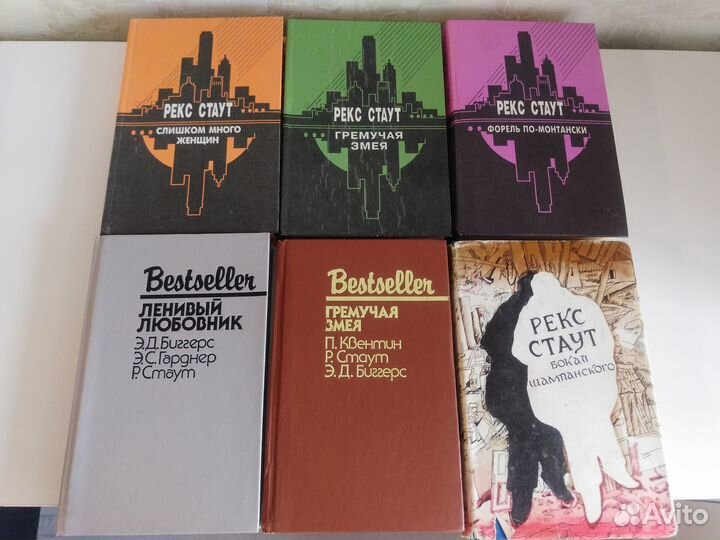 РЕКС СТАУТ
СЛИШКОМ МНОГО
ЖЕНЩИН
РЕКС СТАУТ
ГРЕМУЧАЯ
ЗМЕЯ
РЕКС СТАУТ
ФОРЕЛЬ ПО-МОНТАНСКИ
Bestseller
ЛЕНИВЫЙ
ЛЮБОВНИК
Э.Д. Биггерс
Э.С. Гарднер
Р. Стаут
Bestseller
ГРЕМУЧАЯ
ЗМЕЯ
П. Квентин
Р. Стаут
Э. Д. Биггерс
РЕКС
СТАУТ
БОКАЛ
ШАМПАНСКОГО
Avito